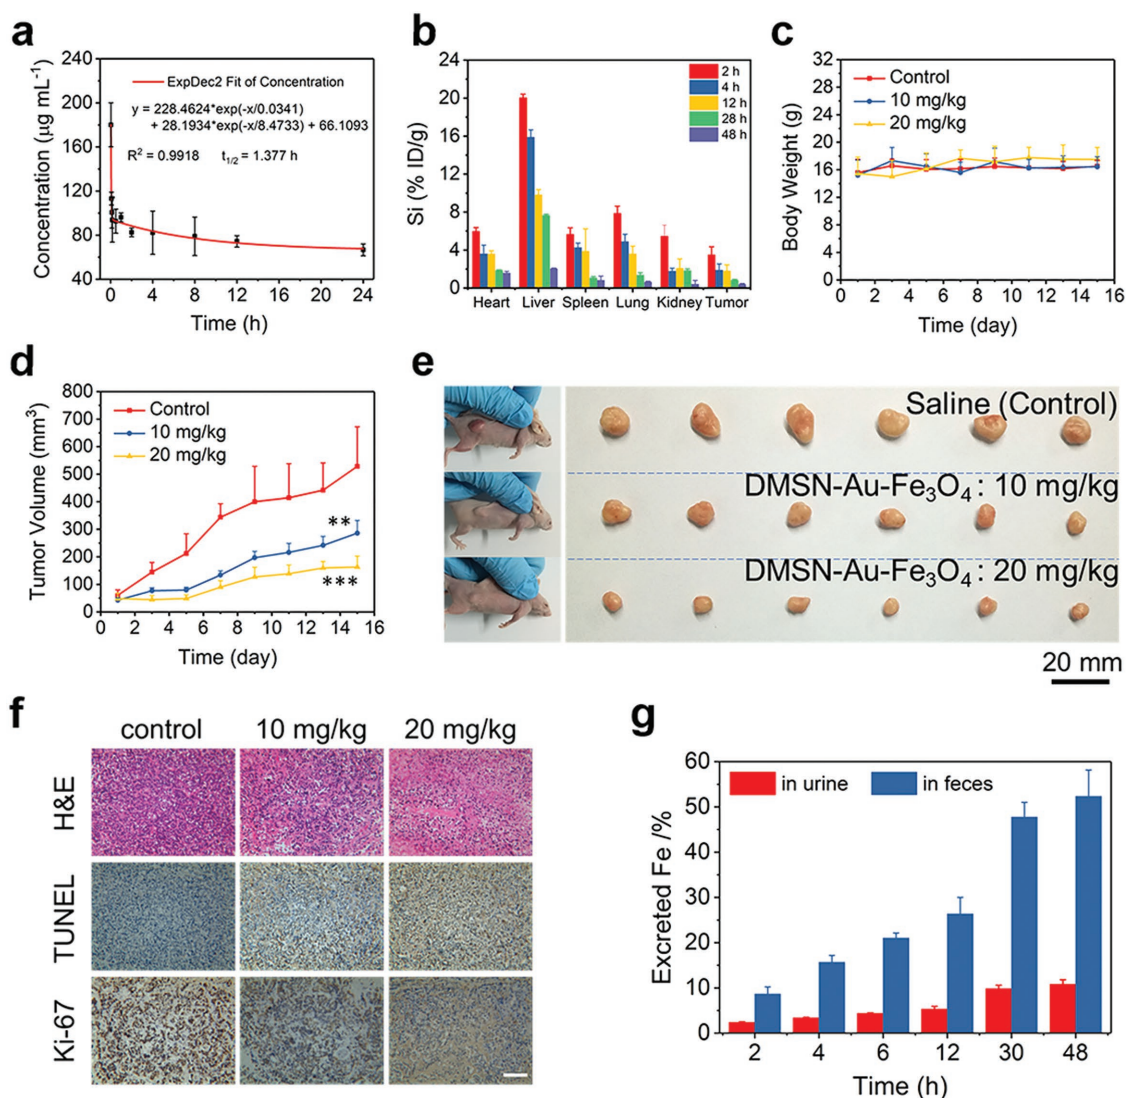 a
240
200
160
120
80
40
Concentration (μg mL⁻¹)
ExpDec2 Fit of Concentration
y = 228.4624*exp(-x/0.0341)
+ 28.1934*exp(-x/8.4733) + 66.1093
R² = 0.9918 t₁/₂ = 1.377 h
0 4 8 12 16 20 24
Time (h)
b
24
20
16
12
8
4
0
Si (% ID/g)
2 h
4 h
12 h
28 h
48 h
Heart Liver Spleen Lung Kidney Tumor
c
32
28
24
20
16
12
8
4
0
Body Weight (g)
Control
10 mg/kg
20 mg/kg
0 2 4 6 8 10 12 14 16
Time (day)
d
800
700
600
500
400
300
200
100
0
Tumor Volume (mm³)
Control
10 mg/kg
20 mg/kg
**
***
0 2 4 6 8 10 12 14 16
Time (day)
e
Saline (Control)
DMSN-Au-Fe₃O₄ : 10 mg/kg
DMSN-Au-Fe₃O₄ : 20 mg/kg
20 mm
f
control 10 mg/kg 20 mg/kg
H&E
TUNEL
Ki-67
g
60
50
40
30
20
10
0
Excreted Fe /%
in urine in feces
2 4 6 12 30 48
Time (h)